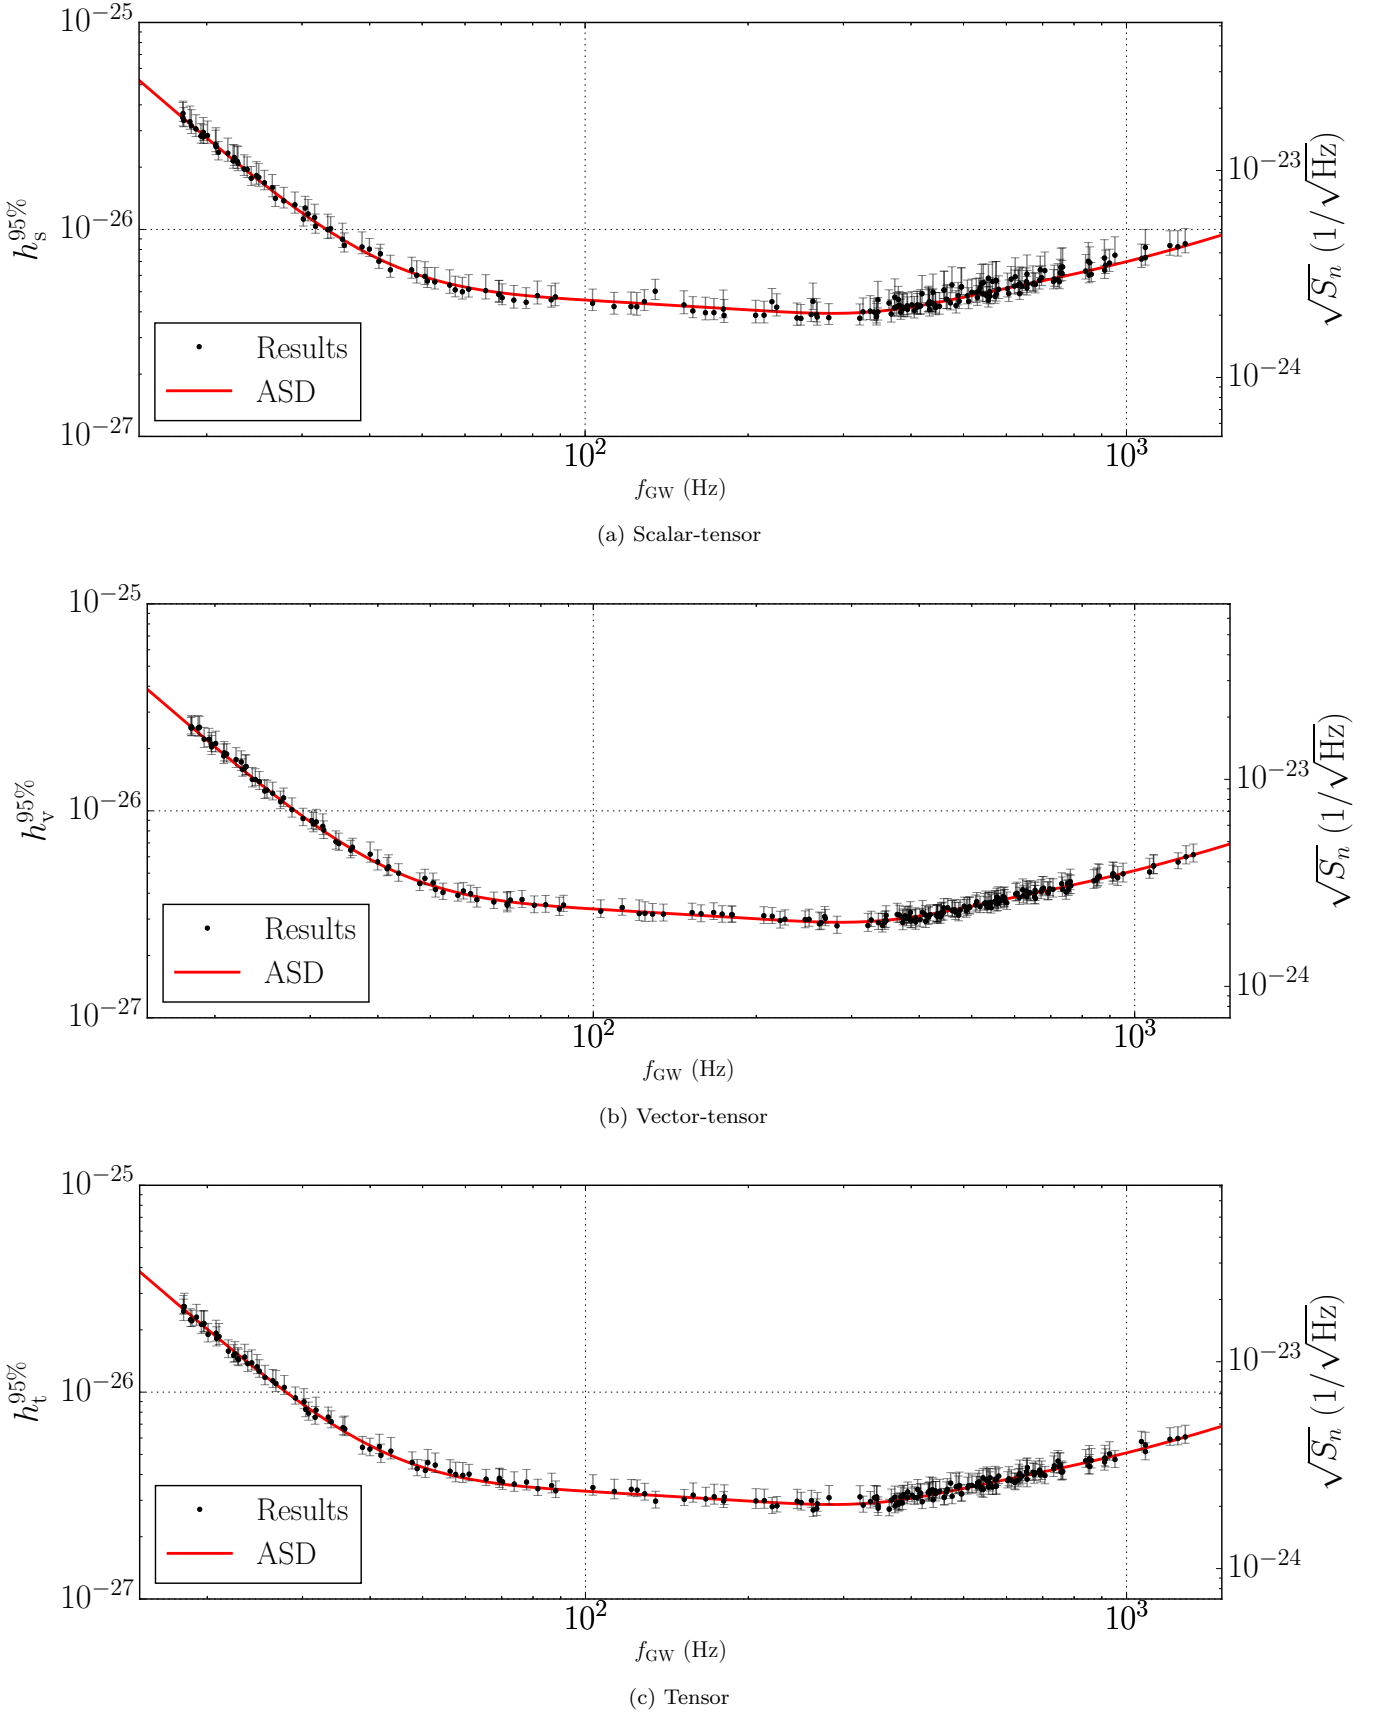 10^−25
10^−26
10^−27
h_s^95%
10^−23
10^−24
√S_n (1/√Hz)
Results
ASD
10^2
10^3
f_GW (Hz)
(a) Scalar-tensor
10^−25
10^−26
10^−27
h_v^95%
10^−23
10^−24
√S_n (1/√Hz)
Results
ASD
10^2
10^3
f_GW (Hz)
(b) Vector-tensor
10^−25
10^−26
10^−27
h_t^95%
10^−23
10^−24
√S_n (1/√Hz)
Results
ASD
10^2
10^3
f_GW (Hz)
(c) Tensor